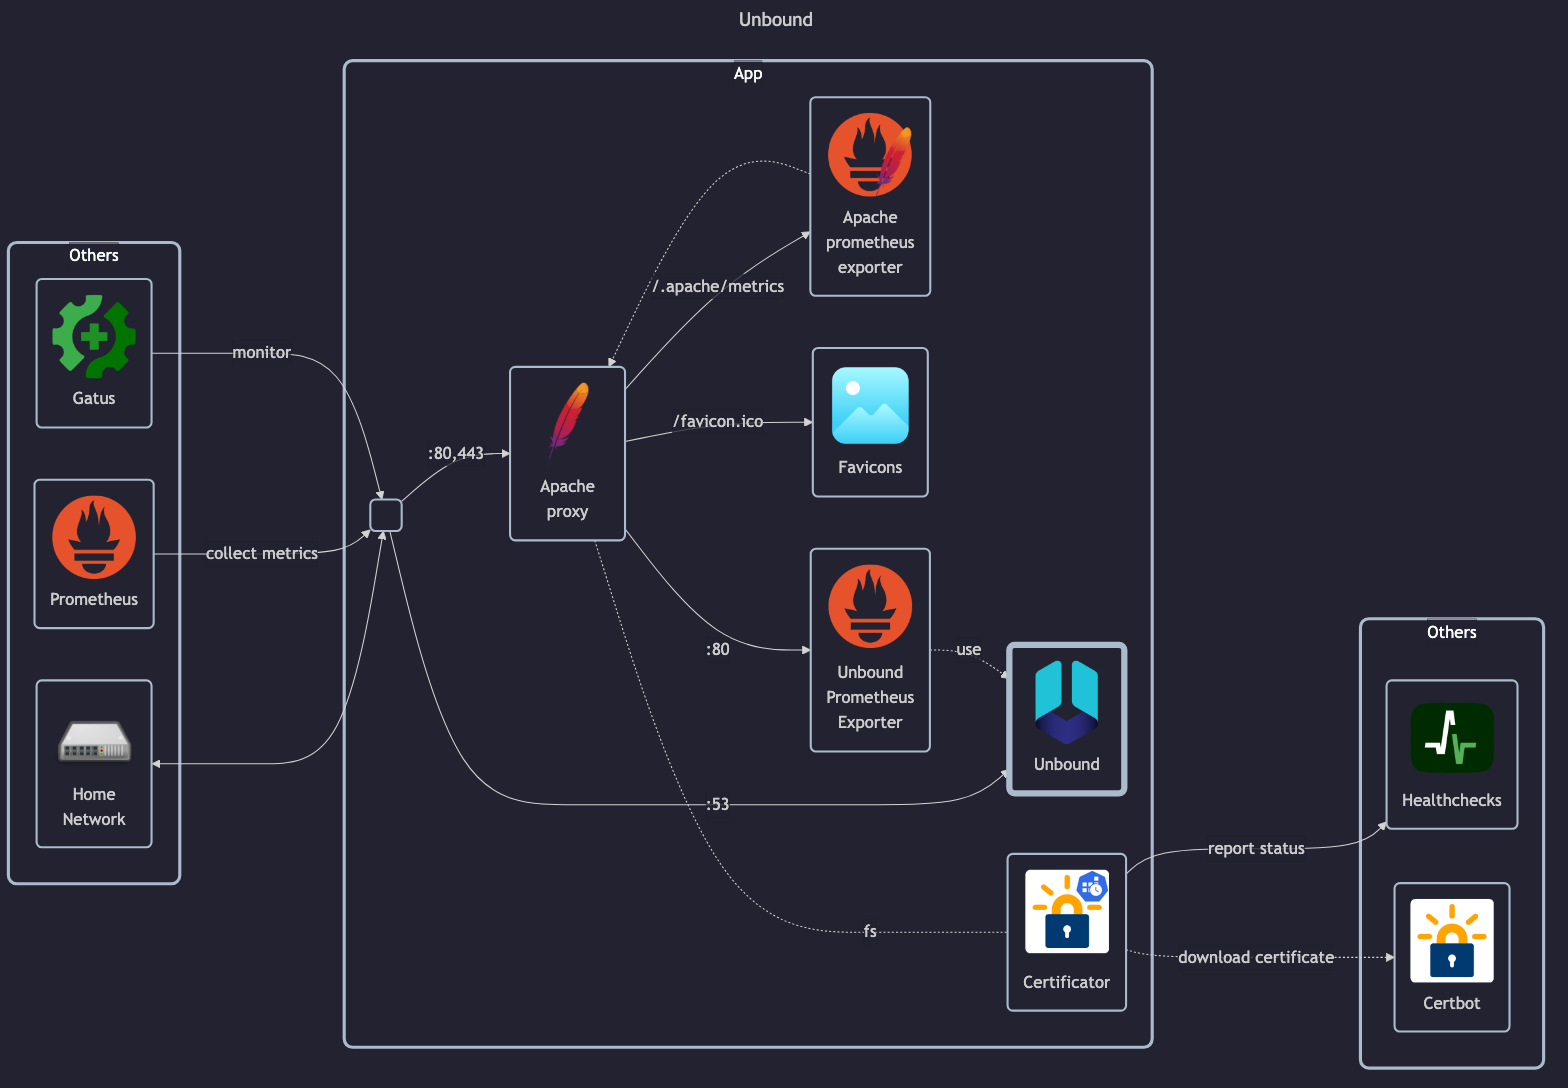 Unbound
App
Apache
prometheus
exporter
Others
/.apache/metrics
monitor
Gatus
/favicon.ico
:80,443
Favicons
Apache
proxy
collect metrics
Prometheus
Others
:80
use
Unbound
Prometheus
Exporter
Unbound
Home
Network
:53
Healthchecks
report status
fs
download certificate
Certificator
Certbot